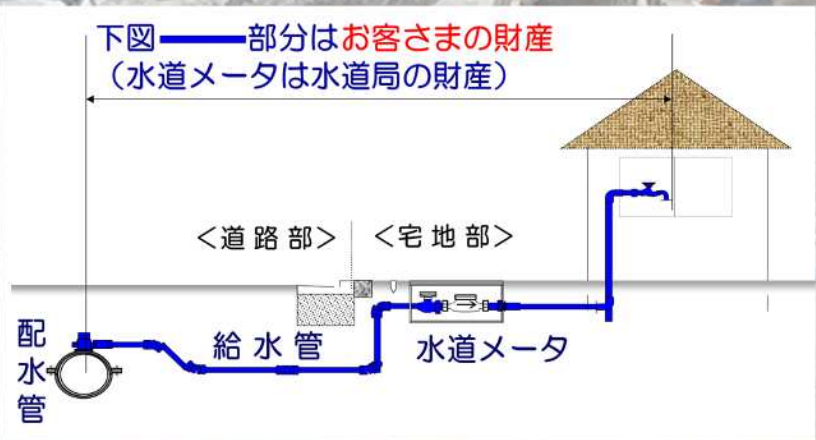 下図━━━部分はお客さまの財産
（水道メータは水道局の財産）
＜道路部＞
＜宅地部＞
配水管
給水管
水道メータ